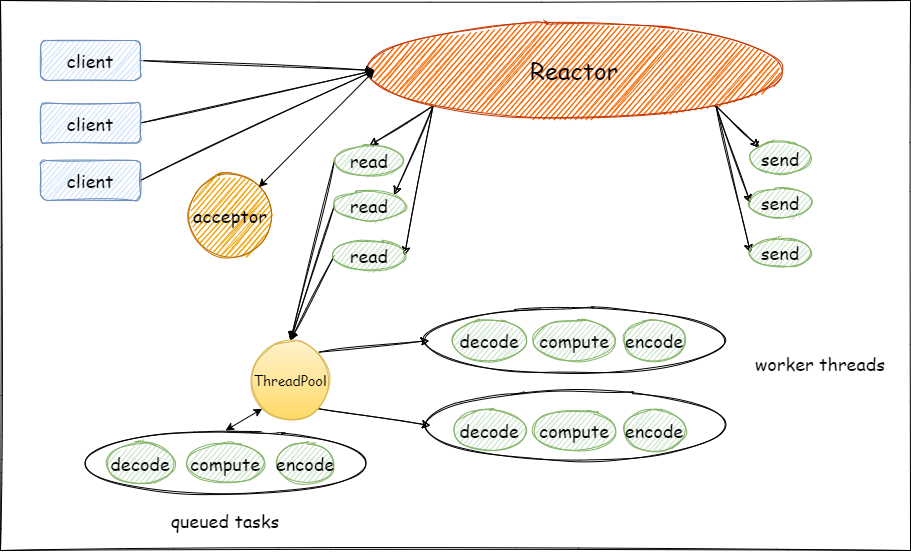 client
Reactor
client
client
acceptor
read
read
read
send
send
send
ThreadPool
decode compute encode
worker threads
decode compute encode
decode compute encode
queued tasks